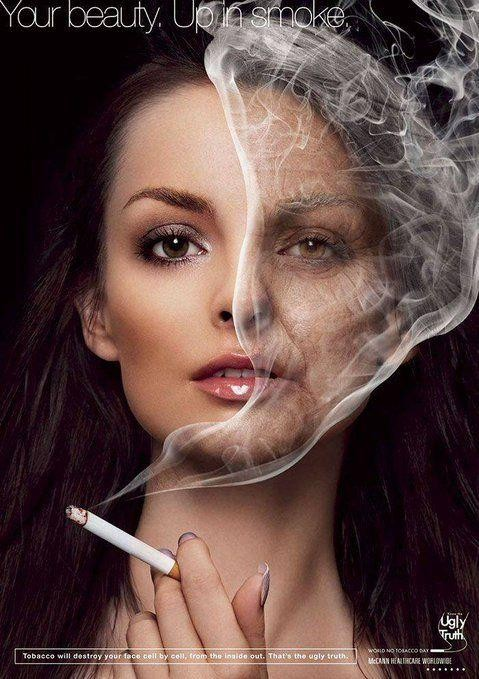 Your beauty. Up in smoke.
Ugly
Truth
Tobacco will destroy your face cell by cell, from the inside out. That's the ugly truth.
WORLD NO TOBACCO DAY
McCANN HEALTHCARE WORLDWIDE